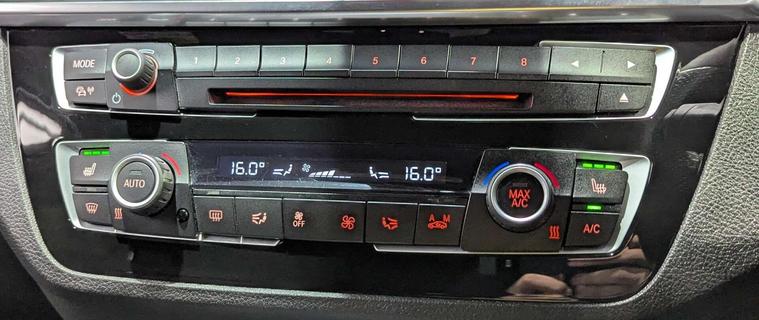 MODE 1 2 3 4 5 6 7 8
16.0° 16.0°
AUTO MAX
A/C
OFF A M A/C